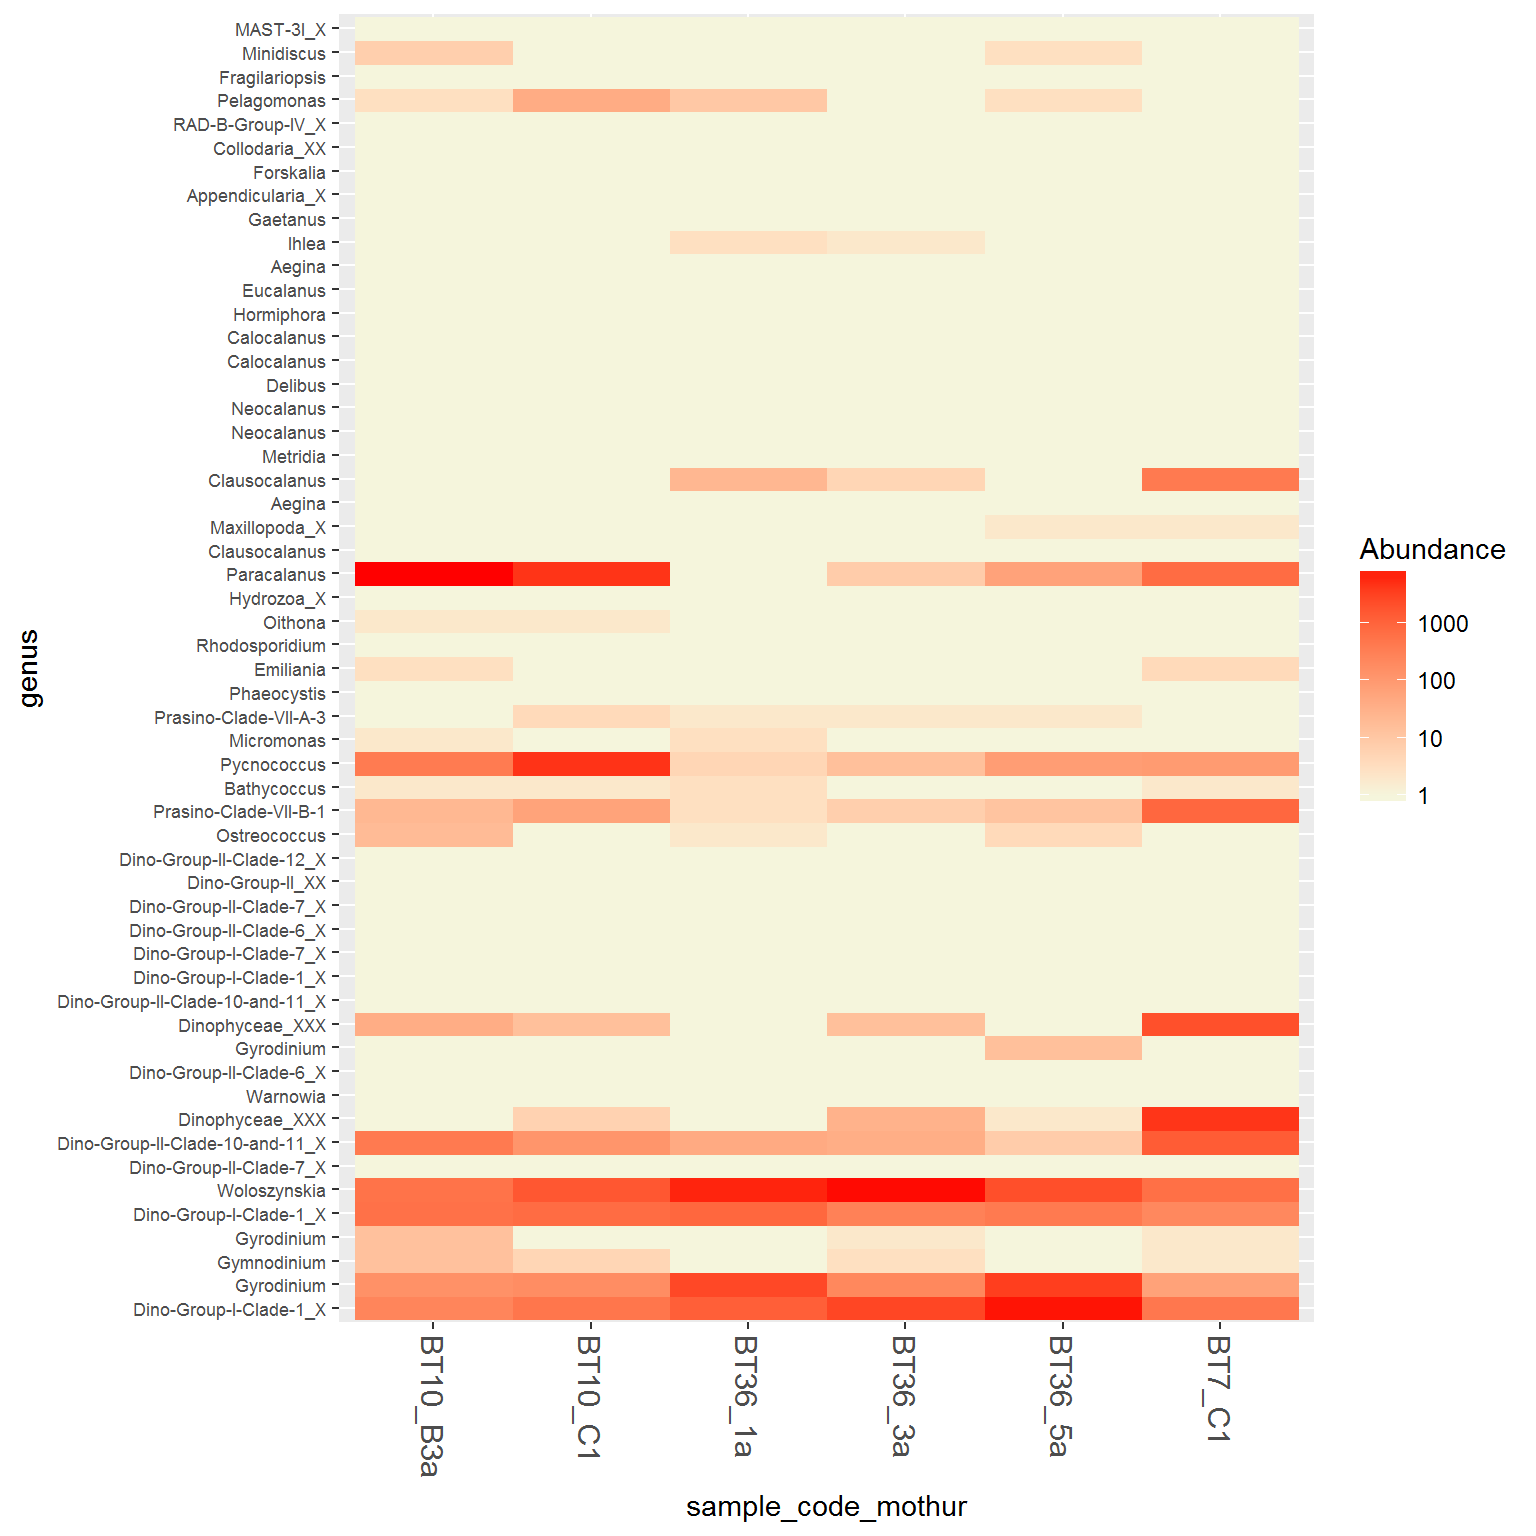 MAST-3I_X
Minidiscus
Fragilariopsis
Pelagomonas
RAD-B-Group-IV_X
Collodaria_XX
Forskalia
Appendicularia_X
Gaetanus
Ihlea
Aegina
Eucalanus
Hormiphora
Calocalanus
Calocalanus
Delibus
Neocalanus
Neocalanus
Metridia
Clausocalanus
Aegina
Maxillopoda_X
Clausocalanus
Paracalanus
Hydrozoa_X
Oithona
Rhodosporidium
Emiliania
Phaeocystis
Prasino-Clade-VII-A-3
Micromonas
Pycnococcus
Bathycoccus
Prasino-Clade-VII-B-1
Ostreococcus
Dino-Group-II-Clade-12_X
Dino-Group-II_XX
Dino-Group-II-Clade-7_X
Dino-Group-II-Clade-6_X
Dino-Group-I-Clade-7_X
Dino-Group-I-Clade-1_X
Dino-Group-II-Clade-10-and-11_X
Dinophyceae_XXX
Gyrodinium
Dino-Group-II-Clade-6_X
Warnowia
Dinophyceae_XXX
Dino-Group-II-Clade-10-and-11_X
Dino-Group-II-Clade-7_X
Woloszynskia
Dino-Group-I-Clade-1_X
Gyrodinium
Gymnodinium
Gyrodinium
Dino-Group-I-Clade-1_X
genus
BT10_B3a
BT10_C1
BT36_1a
BT36_3a
BT36_5a
BT7_C1
sample_code_mothur
Abundance
1000
100
10
1